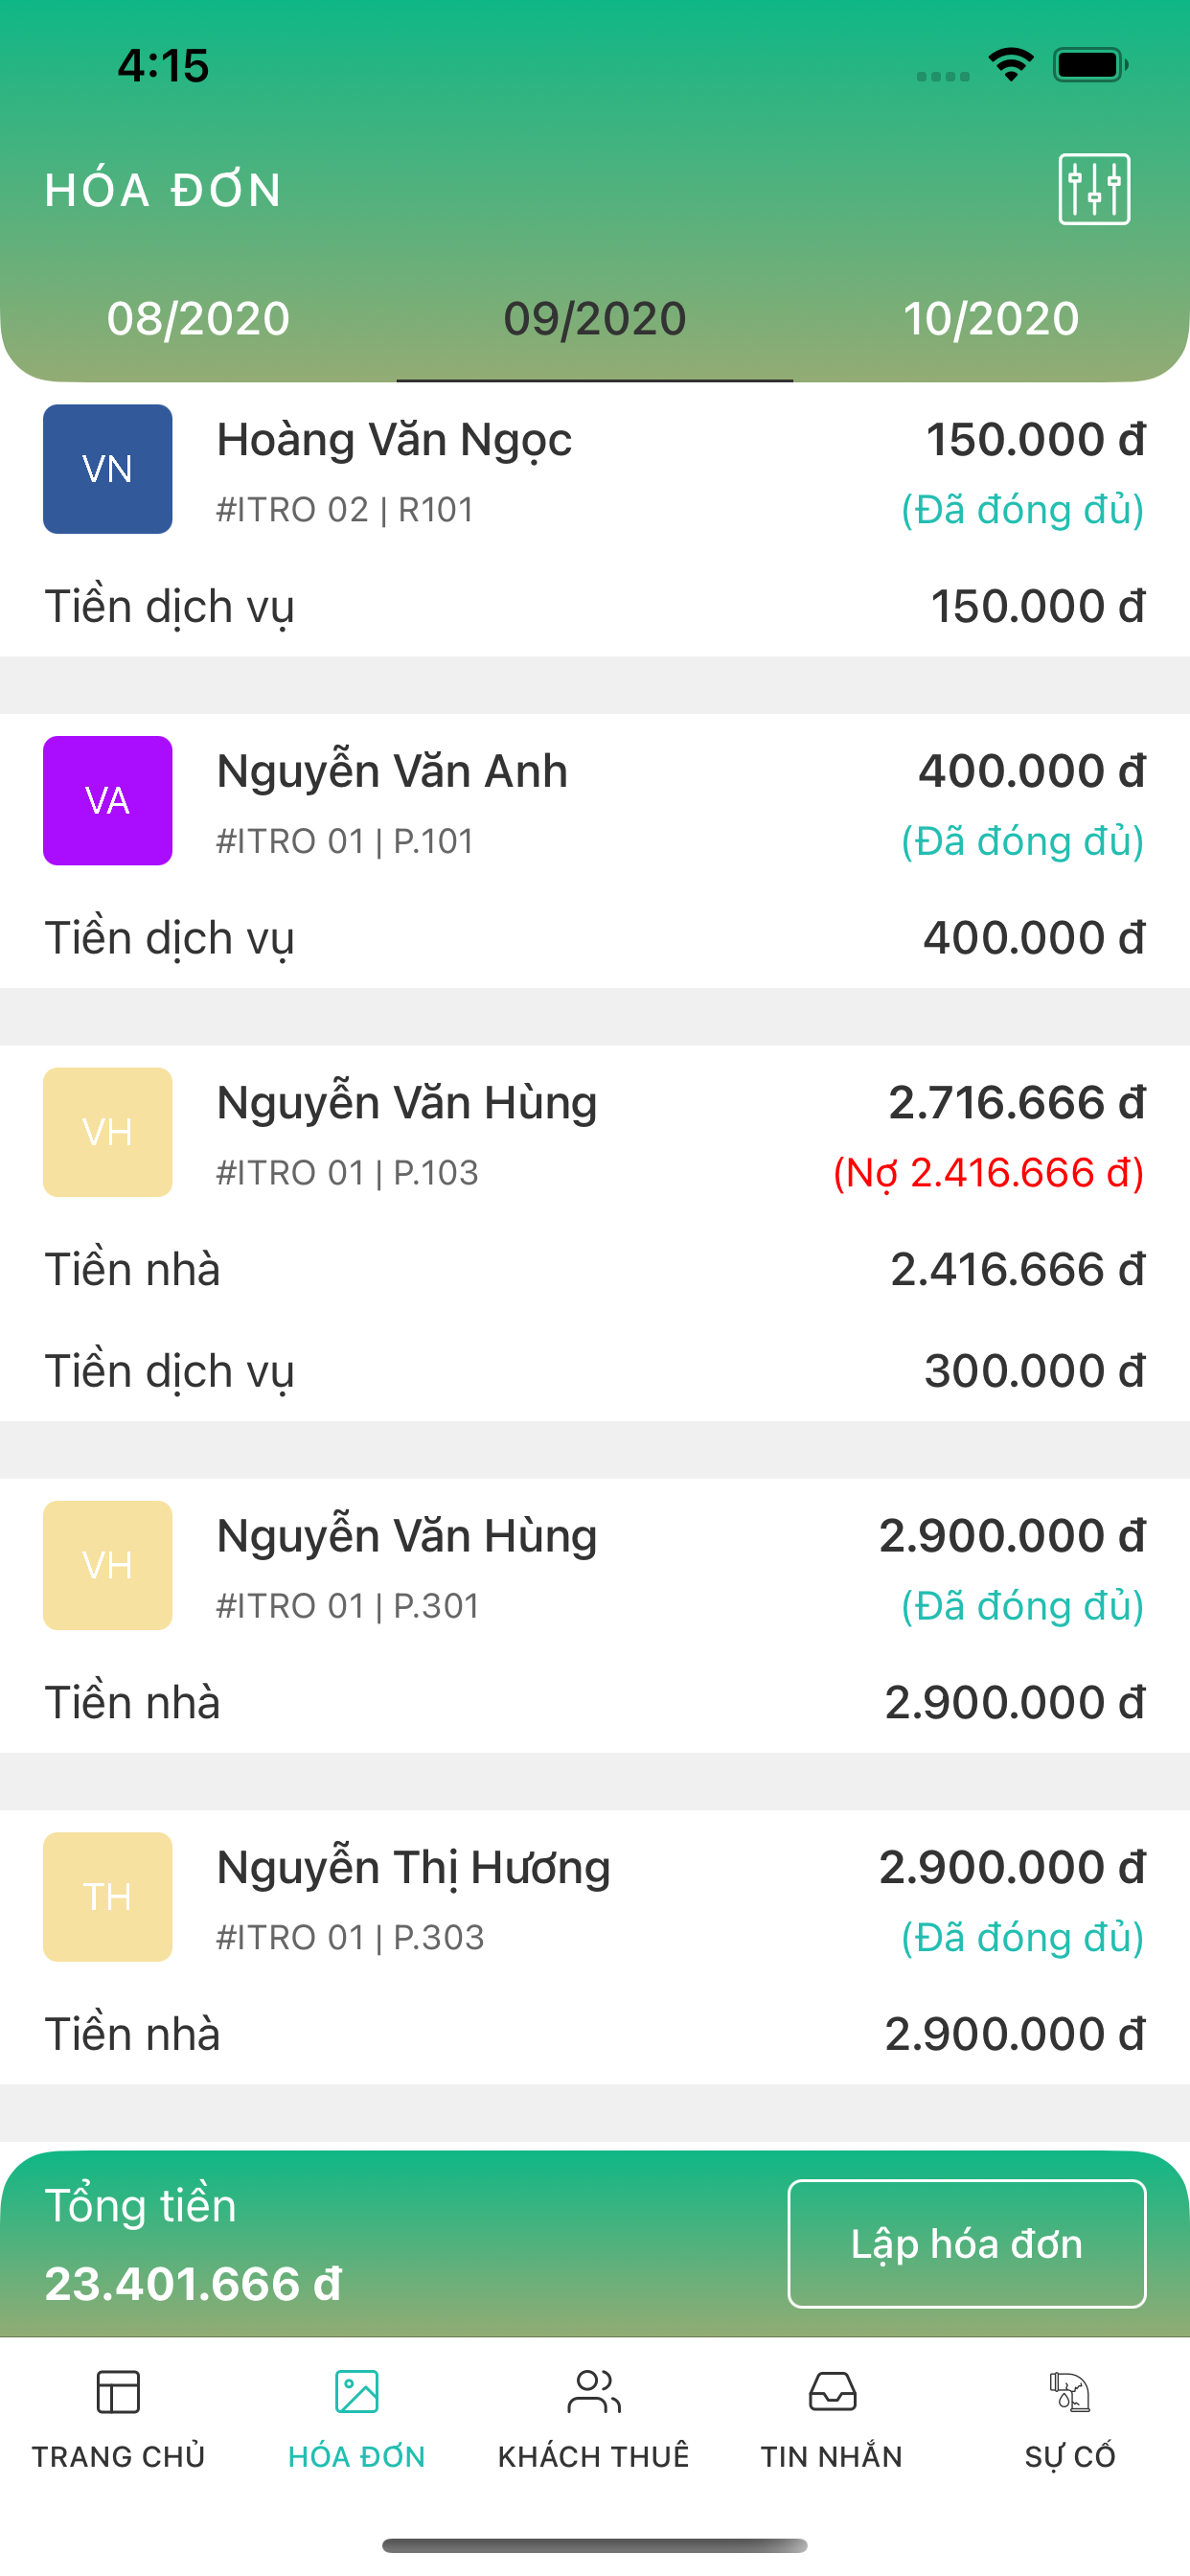 4:15
HÓA ĐƠN
08/2020 09/2020 10/2020
VN Hoàng Văn Ngọc 150.000 đ
#ITRO 02 | R101 (Đã đóng đủ)
Tiền dịch vụ 150.000 đ
VA Nguyễn Văn Anh 400.000 đ
#ITRO 01 | P.101 (Đã đóng đủ)
Tiền dịch vụ 400.000 đ
VH Nguyễn Văn Hùng 2.716.666 đ
#ITRO 01 | P.103 (Nợ 2.416.666 đ)
Tiền nhà 2.416.666 đ
Tiền dịch vụ 300.000 đ
VH Nguyễn Văn Hùng 2.900.000 đ
#ITRO 01 | P.301 (Đã đóng đủ)
Tiền nhà 2.900.000 đ
TH Nguyễn Thị Hương 2.900.000 đ
#ITRO 01 | P.303 (Đã đóng đủ)
Tiền nhà 2.900.000 đ
Tổng tiền
23.401.666 đ
Lập hóa đơn
TRANG CHỦ HÓA ĐƠN KHÁCH THUÊ TIN NHẮN SỰ CỐ